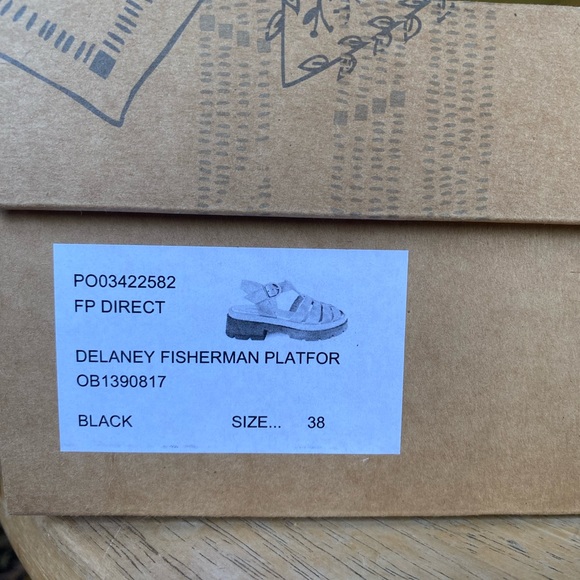 PO03422582
FP DIRECT
DELANEY FISHERMAN PLATFOR
OB1390817
BLACK SIZE... 38